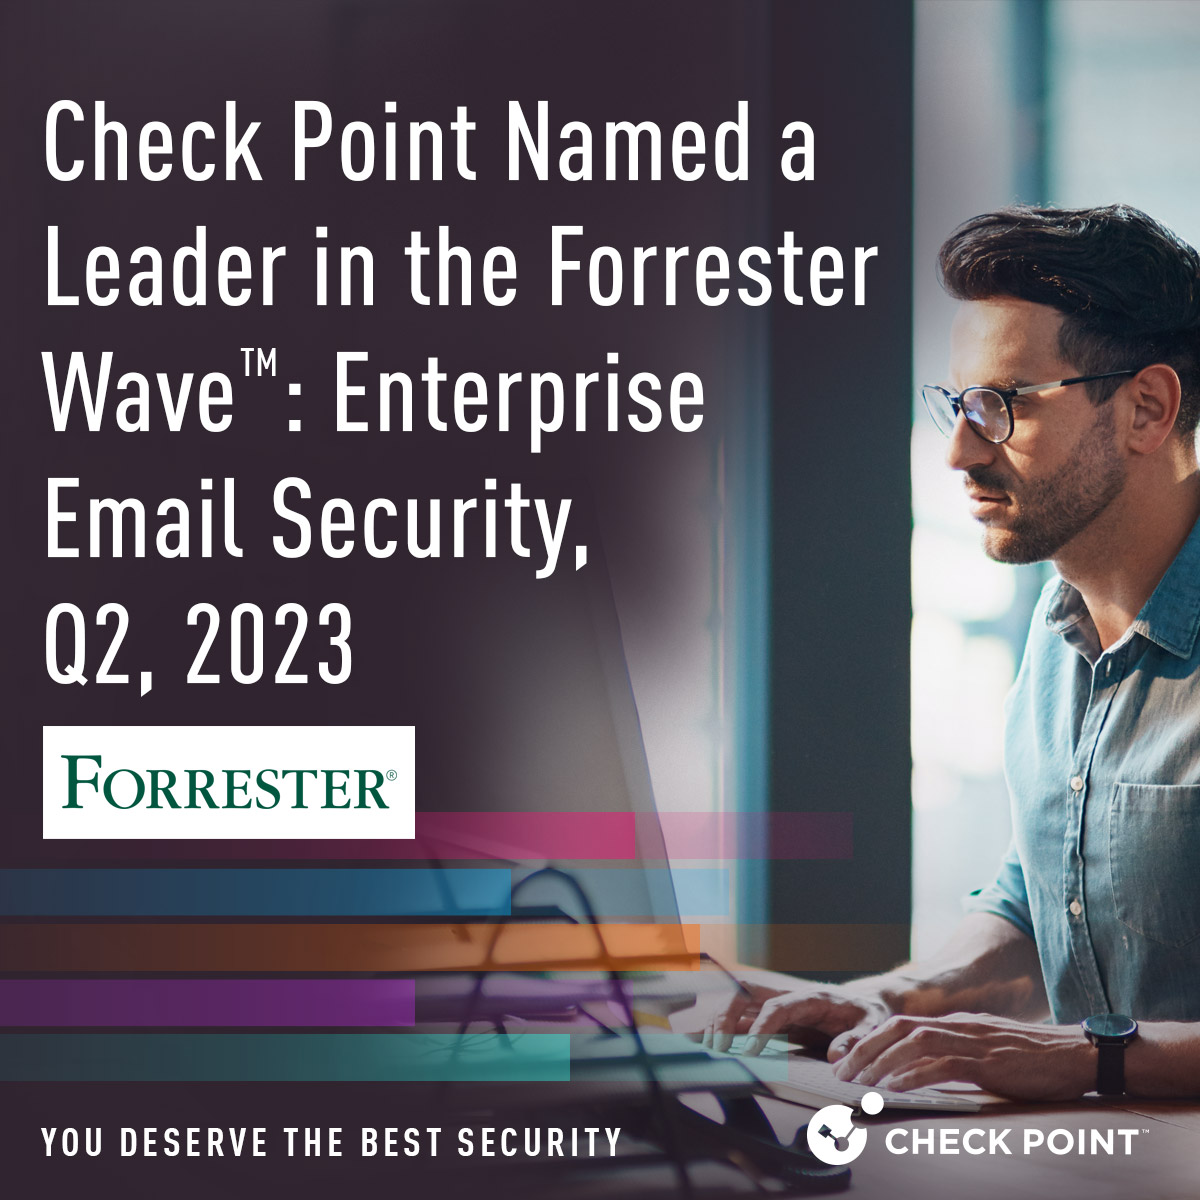 Check Point Named a
Leader in the Forrester
Wave™: Enterprise
Email Security,
Q2, 2023
FORRESTER®
YOU DESERVE THE BEST SECURITY
CHECK POINT™